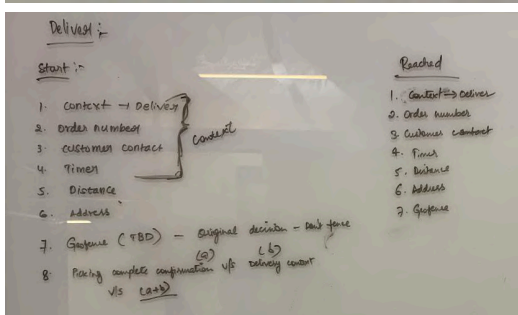 Deliver :-
Start :-
1. Context → Delivery
2. Order number
3. Customer contact
4. Timer
} Context
5. Distance
6. Address
7. Geofence (TBD) - Original decision - Don't fence
8. Picking complete confirmation (a) v/s Delivery context (b)
v/s (a+b)
Reached
1. Context → Deliver
2. Order number
3. Customer contact
4. Timer
5. Distance
6. Address
7. Geofence